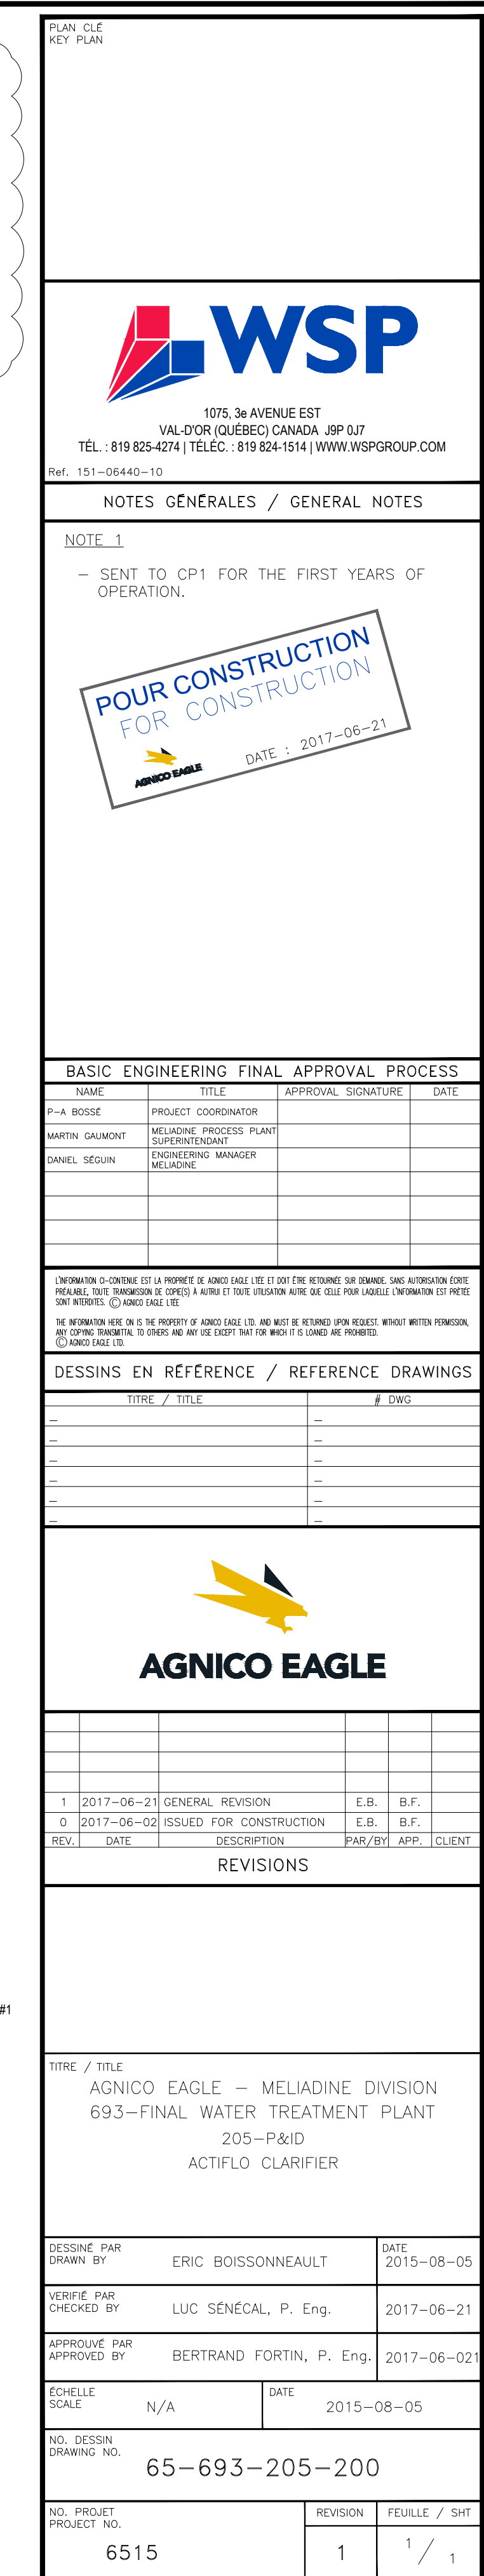 PLAN CLÉ
KEY PLAN
WSP
1075, 3e AVENUE EST
VAL-D'OR (QUÉBEC) CANADA J9P 0J7
TÉL. : 819 825-4274 | TÉLÉC. : 819 824-1514 | WWW.WSPGROUP.COM
Ref. 151-06440-10
NOTES GÉNÉRALES / GENERAL NOTES
NOTE 1
- SENT TO CP1 FOR THE FIRST YEARS OF
OPERATION.
POUR CONSTRUCTION
FOR CONSTRUCTION
AGNICO EAGLE
DATE : 2017-06-21
BASIC ENGINEERING FINAL APPROVAL PROCESS
NAME TITLE APPROVAL SIGNATURE DATE
P-A BOSSÉ PROJECT COORDINATOR
MARTIN GAUMONT MELIADINE PROCESS PLANT
SUPERINTENDANT
DANIEL SÉGUIN ENGINEERING MANAGER
MELIADINE
L'INFORMATION CI-CONTENUE EST LA PROPRIÉTÉ DE AGNICO EAGLE LTÉE ET DOIT ÊTRE RETOURNÉE SUR DEMANDE. SANS AUTORISATION ÉCRITE
PRÉALABLE, TOUTE TRANSMISSION DE COPIE(S) À AUTRUI ET TOUTE UTILISATION AUTRE QUE CELLE POUR LAQUELLE L'INFORMATION EST PRÊTÉE
SONT INTERDITES. © AGNICO EAGLE LTÉE
THE INFORMATION HERE ON IS THE PROPERTY OF AGNICO EAGLE LTD. AND MUST BE RETURNED UPON REQUEST. WITHOUT WRITTEN PERMISSION,
ANY COPYING TRANSMITTAL TO OTHERS AND ANY USE EXCEPT THAT FOR WHICH IT IS LOANED ARE PROHIBITED.
© AGNICO EAGLE LTD.
DESSINS EN RÉFÉRENCE / REFERENCE DRAWINGS
TITRE / TITLE # DWG
- -
- -
- -
- -
- -
- -
AGNICO EAGLE
1 2017-06-21 GENERAL REVISION E.B. B.F.
0 2017-06-02 ISSUED FOR CONSTRUCTION E.B. B.F.
REV. DATE DESCRIPTION PAR/BY APP. CLIENT
REVISIONS
#1
TITRE / TITLE
AGNICO EAGLE - MELIADINE DIVISION
693-FINAL WATER TREATMENT PLANT
205-P&ID
ACTIFLO CLARIFIER
DESSINÉ PAR
DRAWN BY
ERIC BOISSONNEAULT
DATE
2015-08-05
VERIFIÉ PAR
CHECKED BY
LUC SÉNÉCAL, P. Eng.
2017-06-21
APPROUVÉ PAR
APPROVED BY
BERTRAND FORTIN, P. Eng.
2017-06-021
ÉCHELLE
SCALE
N/A
DATE
2015-08-05
NO. DESSIN
DRAWING NO.
65-693-205-200
NO. PROJET
PROJECT NO.
6515
REVISION
1
FEUILLE / SHT
1 / 1